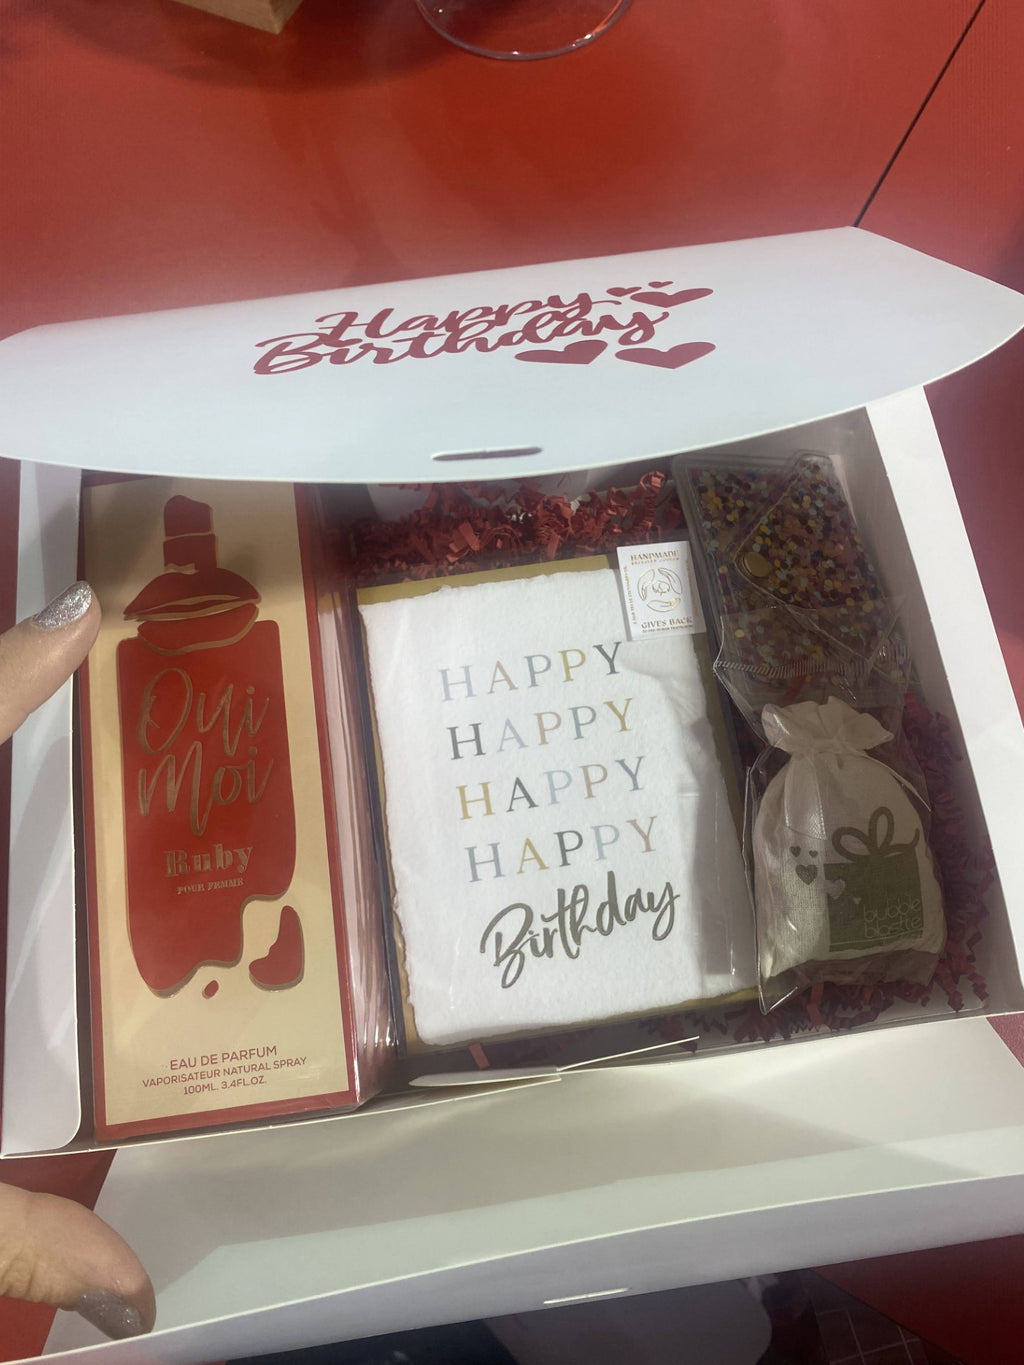 Happy
Birthday
Oui
Moi
Ruby
POUR FEMME
EAU DE PARFUM
VAPORISATEUR NATURAL SPRAY
100ML. 3.4FL.OZ.
HANDMADE
GIVES BACK
HAPPY
HAPPY
HAPPY
HAPPY
Birthday
bubble